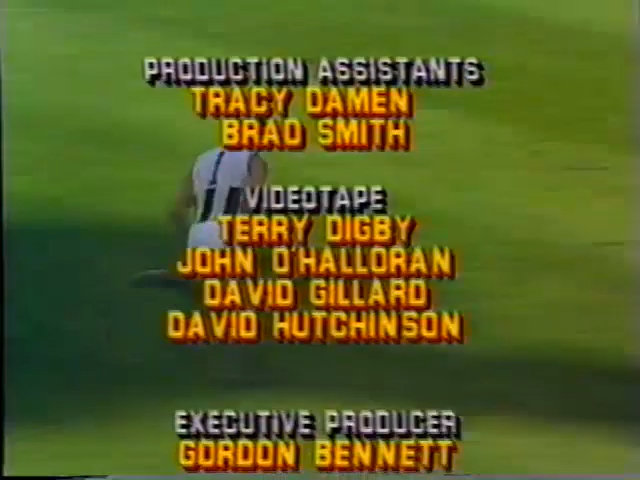 PRODUCTION ASSISTANTS
TRACY DAMEN
BRAD SMITH
VIDEOTAPE
TERRY DIGBY
JOHN O'HALLORAN
DAVID GILLARD
DAVID HUTCHINSON
EXECUTIVE PRODUCER
GORDON BENNETT